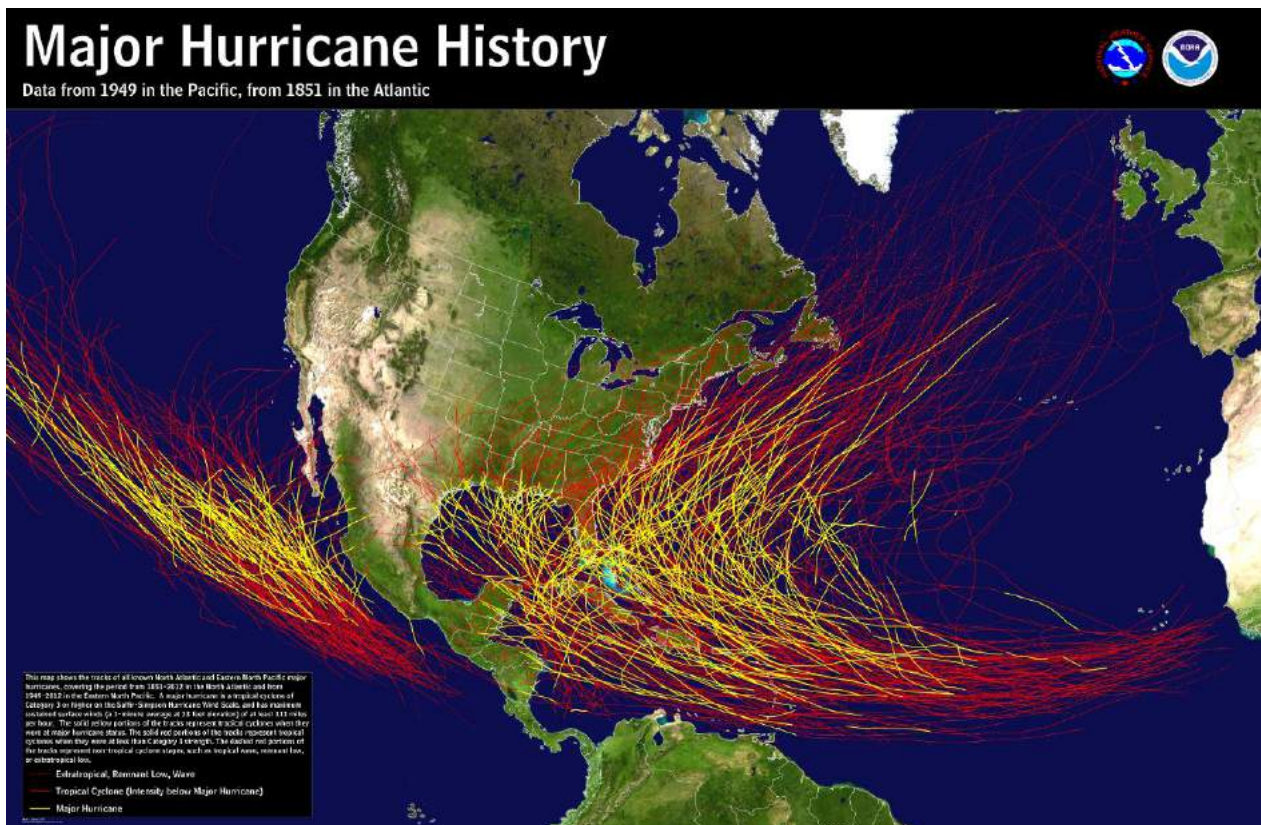 Major Hurricane History
Data from 1949 in the Pacific, from 1851 in the Atlantic
NOAA
This map shows the tracks of all known North Atlantic and Eastern North Pacific major
hurricanes, covering the period from 1851-2012 in the North Atlantic and from
1949-2012 in the Eastern North Pacific. A major hurricane is a tropical cyclone of
Category 3 or higher on the Saffir-Simpson Hurricane Wind Scale, and has maximum
sustained surface winds (a 1-minute average at 33 foot elevation) of at least 111 miles
per hour. The solid yellow portions of the tracks represent tropical cyclones when they
were at major hurricane status. The solid red portions of the tracks represent tropical
cyclones when they were at less than Category 3 strength. The dashed red portions of
the tracks represent non-tropical cyclone stages, such as tropical wave, remnant low,
or extratropical low.
Extratropical, Remnant Low, Wave
Tropical Cyclone (Intensity below Major Hurricane)
Major Hurricane